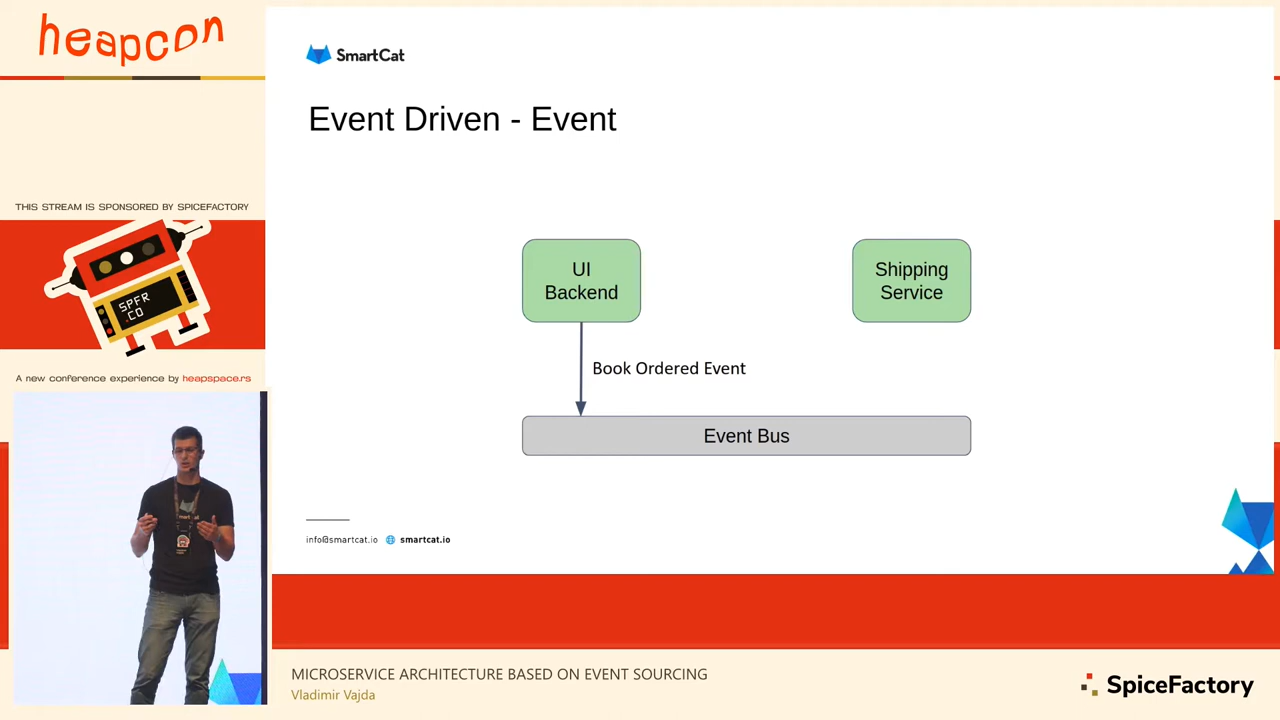 heapcon
THIS STREAM IS SPONSORED BY SPICEFACTORY
SPFR
.CO
A new conference experience by heapspace.rs
SmartCat
Event Driven - Event
UI
Backend
Shipping
Service
Book Ordered Event
Event Bus
info@smartcat.io smartcat.io
MICROSERVICE ARCHITECTURE BASED ON EVENT SOURCING
Vladimir Vajda
SpiceFactory